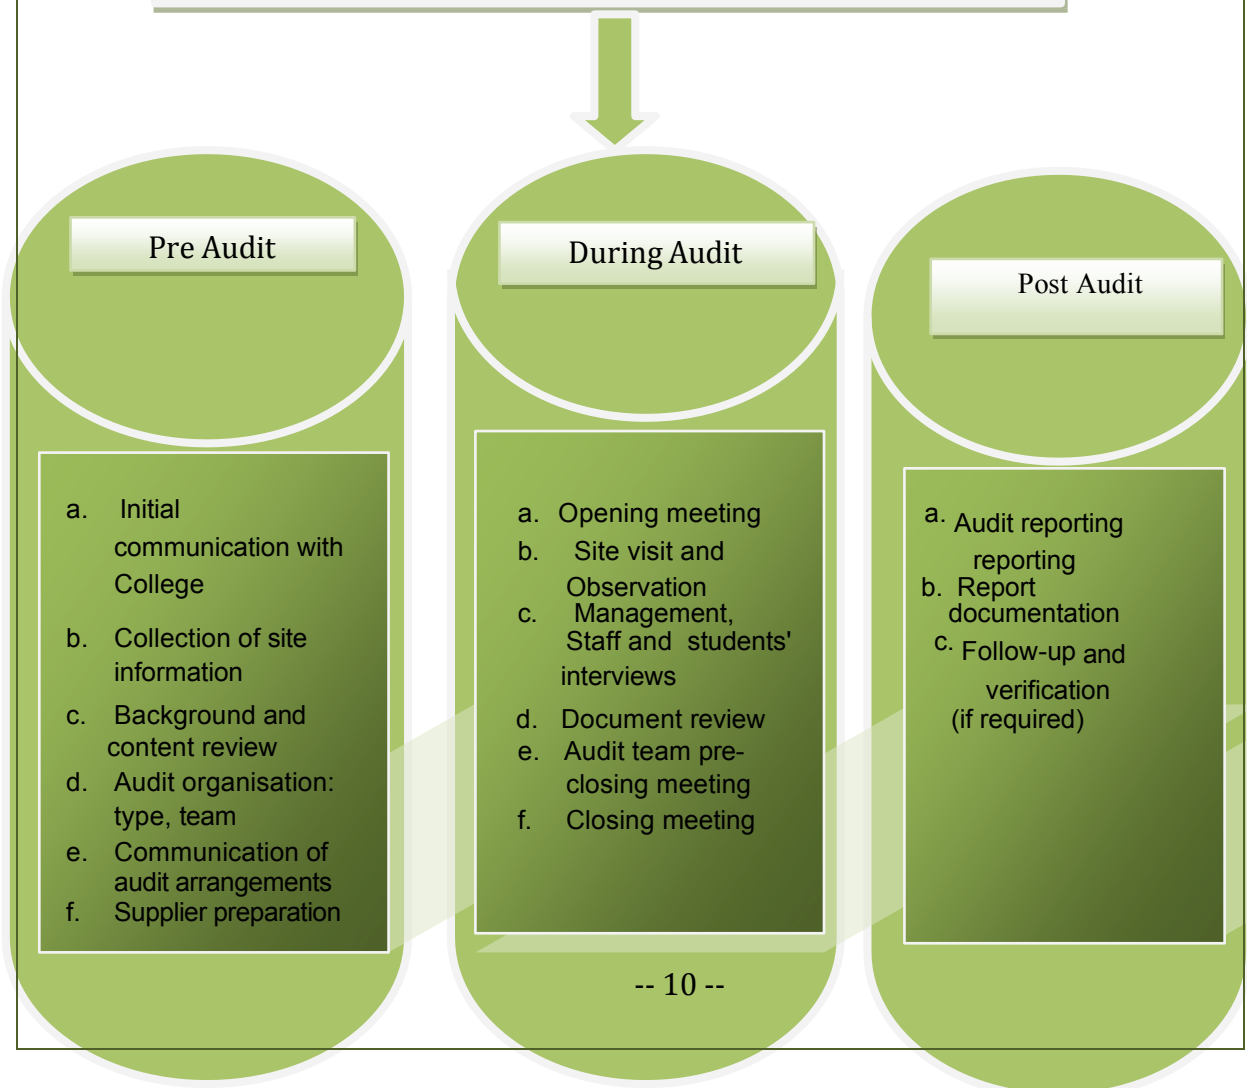 Pre Audit
a. Initial
communication with
College
b. Collection of site
information
c. Background and
content review
d. Audit organisation:
type, team
e. Communication of
audit arrangements
f. Supplier preparation
During Audit
a. Opening meeting
b. Site visit and
Observation
c. Management,
Staff and students'
interviews
d. Document review
e. Audit team pre-
closing meeting
f. Closing meeting
Post Audit
a. Audit reporting
reporting
b. Report
documentation
c. Follow-up and
verification
(if required)
-- 10 --